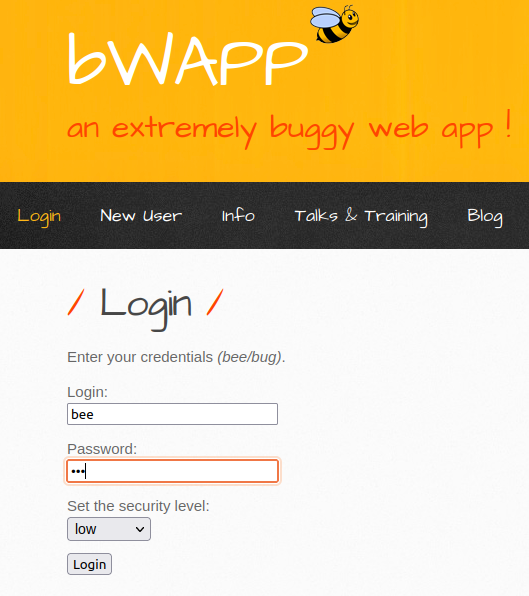 bWAPP
an extremely buggy web app !
Login New User Info Talks & Training Blog
/ Login /
Enter your credentials (bee/bug).
Login:
bee
Password:
•••
Set the security level:
low
Login